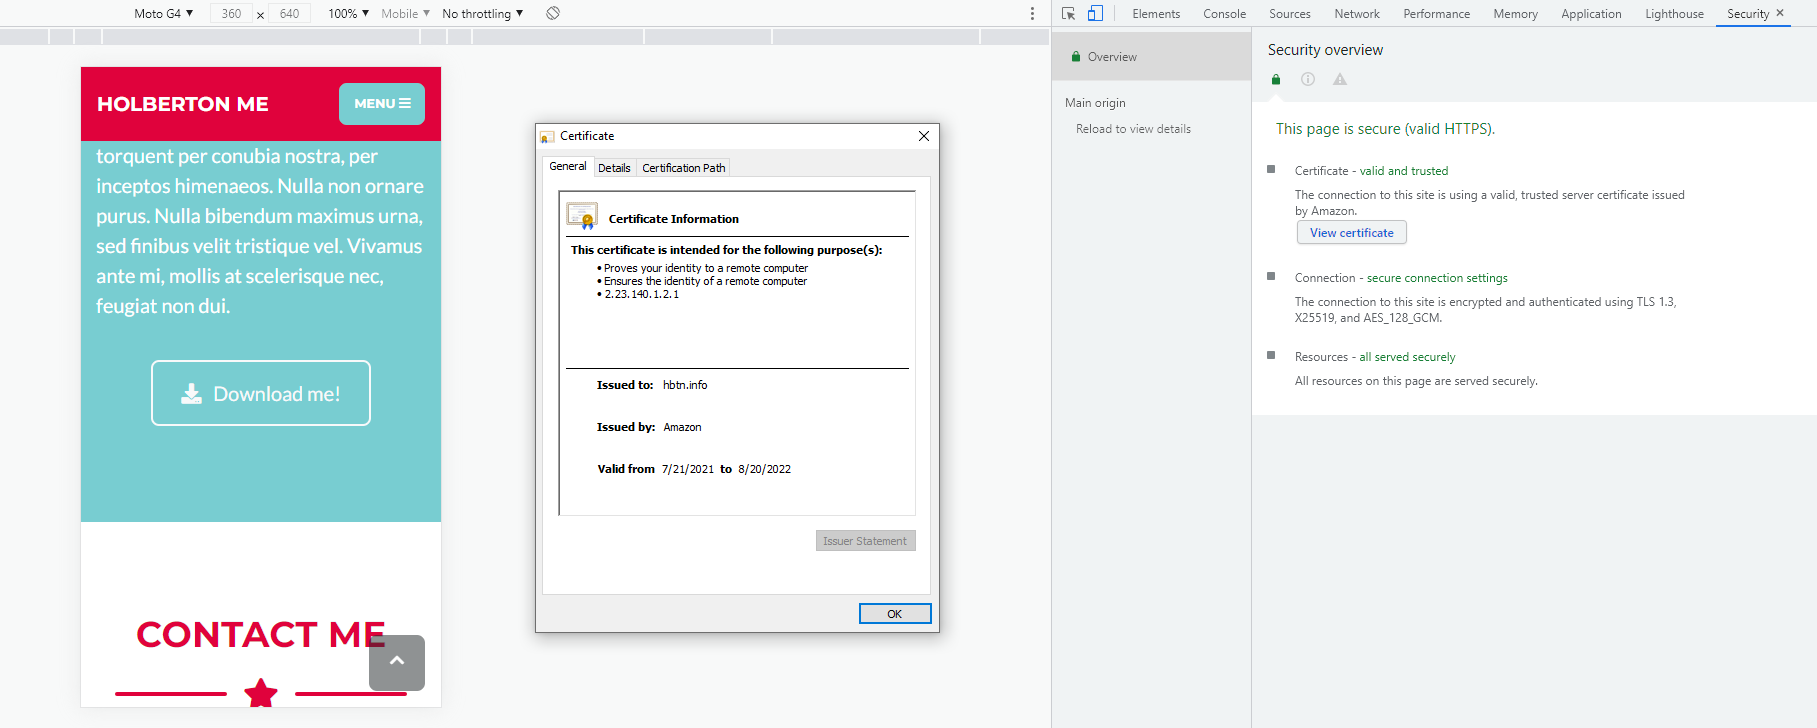 Moto G4 ▼ 360 × 640 100% ▼ Mobile ▼ No throttling ▼
Elements Console Sources Network Performance Memory Application Lighthouse Security ×
HOLBERTON ME
MENU
torquent per conubia nostra, per
inceptos himenaeos. Nulla non ornare
purus. Nulla bibendum maximus urna,
sed finibus velit tristique vel. Vivamus
ante mi, mollis at scelerisque nec,
feugiat non dui.
Download me!
CONTACT ME
Certificate
General Details Certification Path
Certificate Information
This certificate is intended for the following purpose(s):
• Proves your identity to a remote computer
• Ensures the identity of a remote computer
• 2.23.140.1.2.1
Issued to: hbtn.info
Issued by: Amazon
Valid from 7/21/2021 to 8/20/2022
Issuer Statement
OK
Overview
Main origin
Reload to view details
Security overview
This page is secure (valid HTTPS).
Certificate - valid and trusted
The connection to this site is using a valid, trusted server certificate issued
by Amazon.
View certificate
Connection - secure connection settings
The connection to this site is encrypted and authenticated using TLS 1.3,
X25519, and AES_128_GCM.
Resources - all served securely
All resources on this page are served securely.